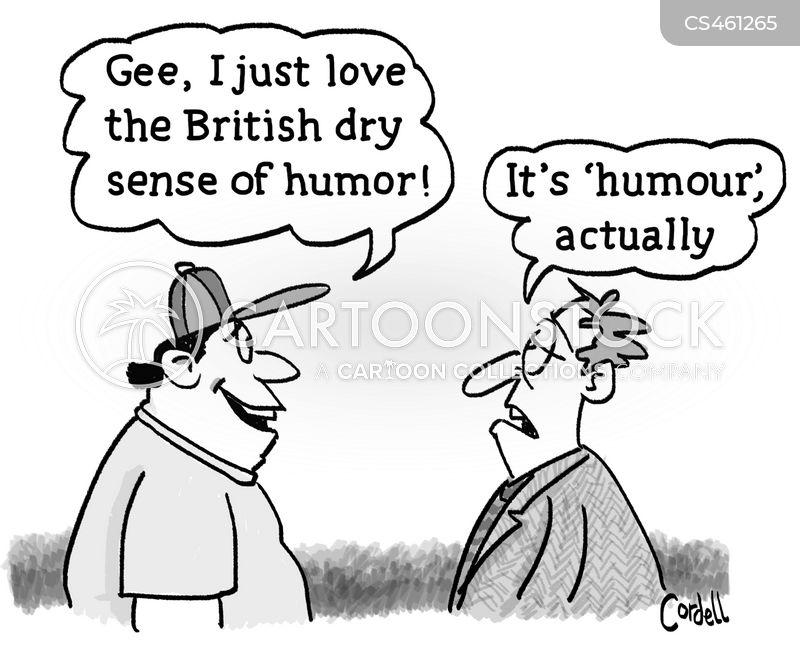 CS461265
Gee, I just love
the British dry
sense of humor!
It's 'humour',
actually
CARTOONSTOCK
A CARTOON COLLECTIONS COMPANY
Cordell